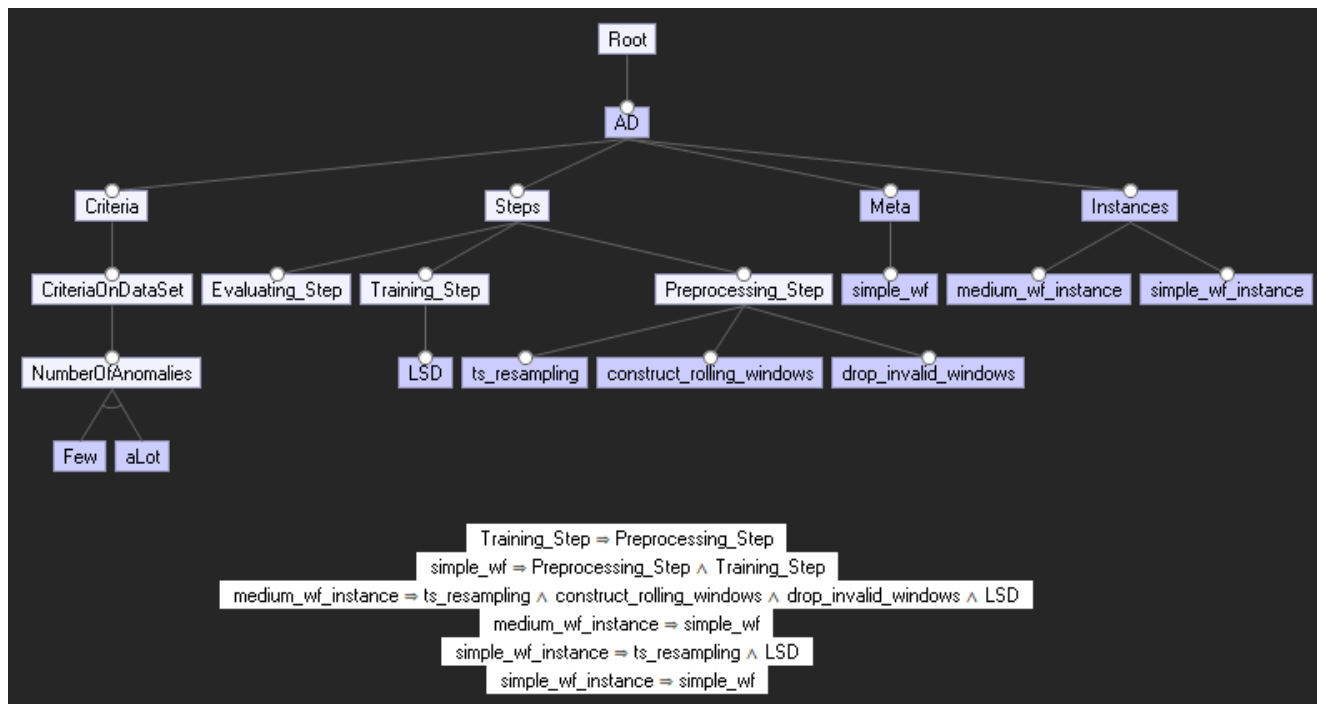 Root
AD
Criteria Steps Meta Instances
CriteriaOnDataSet Evaluating_Step Training_Step Preprocessing_Step simple_wf medium_wf_instance simple_wf_instance
NumberOfAnomalies LSD ts_resampling construct_rolling_windows drop_invalid_windows
Few aLot
Training_Step ⇒ Preprocessing_Step
simple_wf ⇒ Preprocessing_Step ∧ Training_Step
medium_wf_instance ⇒ ts_resampling ∧ construct_rolling_windows ∧ drop_invalid_windows ∧ LSD
medium_wf_instance ⇒ simple_wf
simple_wf_instance ⇒ ts_resampling ∧ LSD
simple_wf_instance ⇒ simple_wf